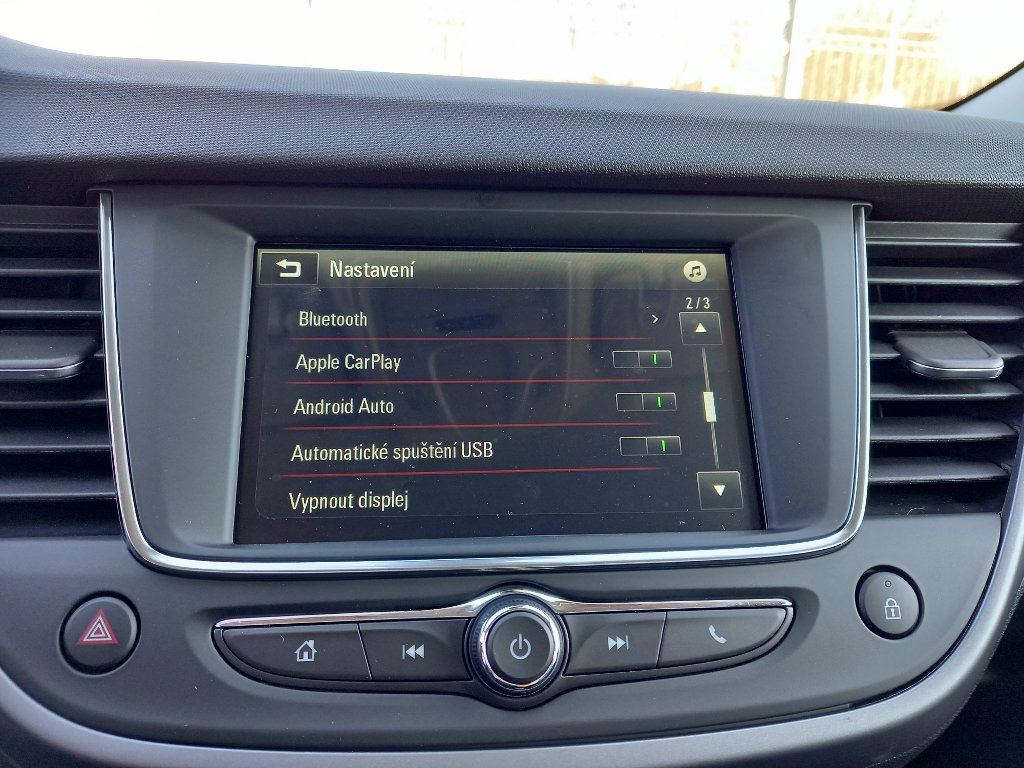 Nastavení
2/3
Bluetooth
Apple CarPlay
Android Auto
Automatické spuštění USB
Vypnout displej